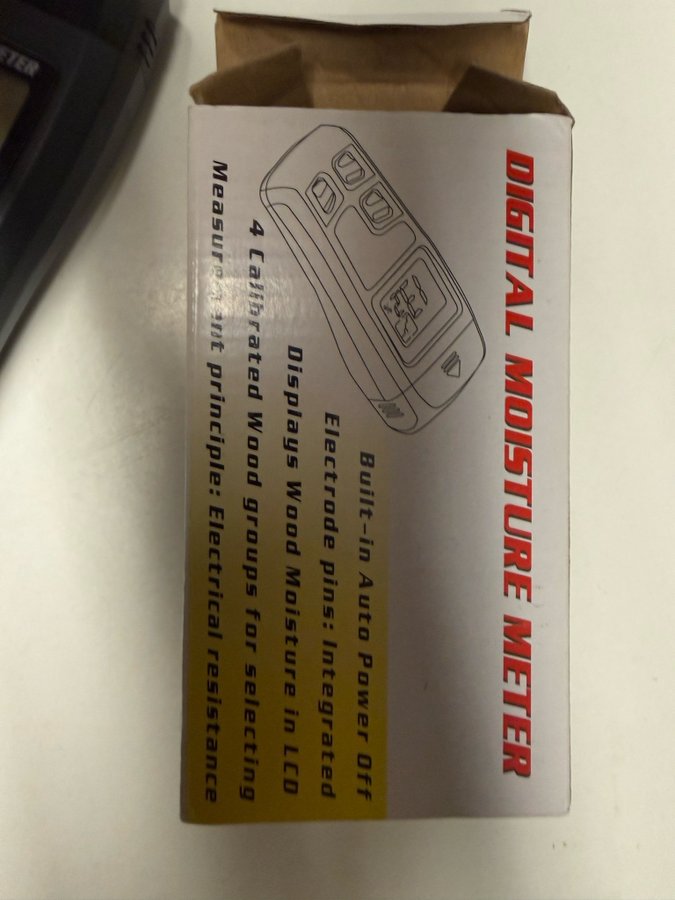 DIGITAL MOISTURE METER
Built-in Auto Power Off
Electrode pins: Integrated
Displays Wood Moisture in LCD
4 Calibrated Wood groups for selecting
Measurement principle: Electrical resistance
ETER